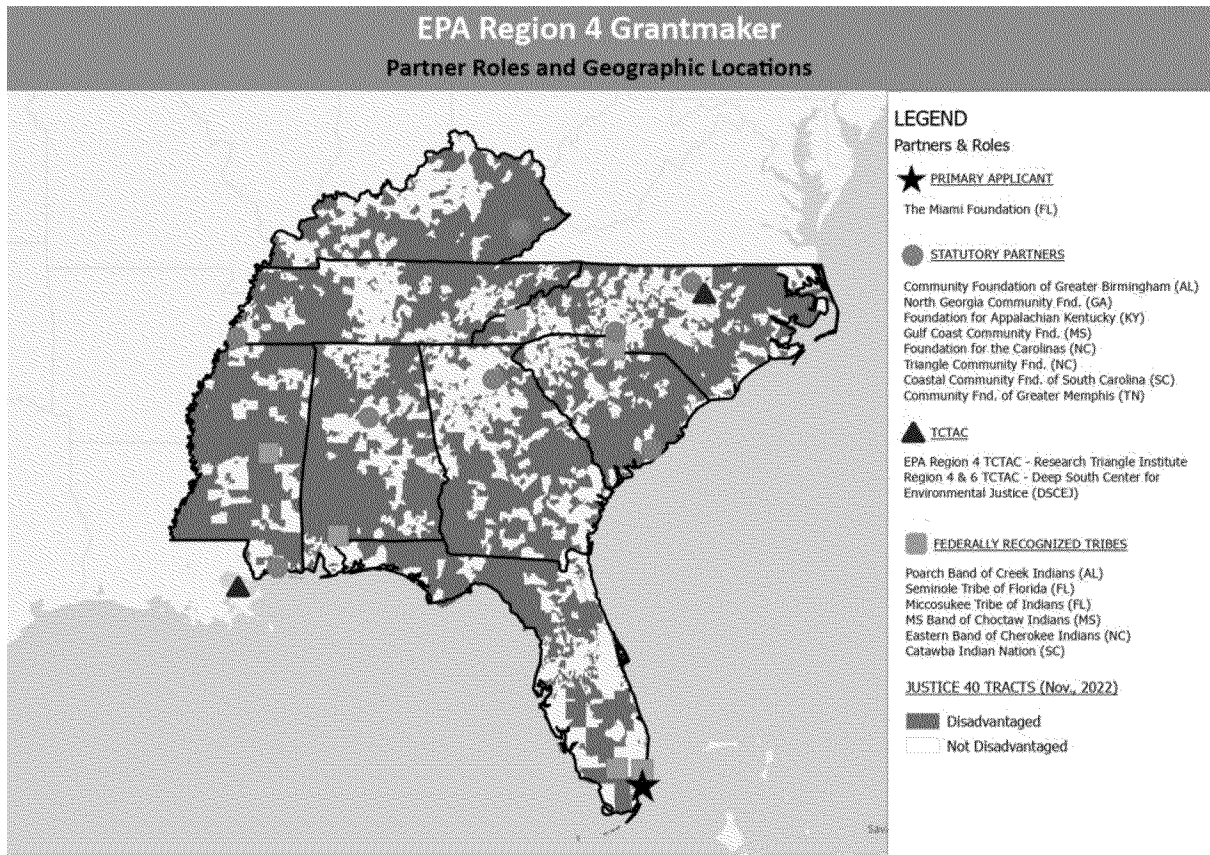 EPA Region 4 Grantmaker
Partner Roles and Geographic Locations
LEGEND
Partners & Roles
PRIMARY APPLICANT
The Miami Foundation (FL)
STATUTORY PARTNERS
Community Foundation of Greater Birmingham (AL)
North Georgia Community Fnd. (GA)
Foundation for Appalachian Kentucky (KY)
Gulf Coast Community Fnd. (MS)
Foundation for the Carolinas (NC)
Triangle Community Fnd. (NC)
Coastal Community Fnd. of South Carolina (SC)
Community Fnd. of Greater Memphis (TN)
TCTAC
EPA Region 4 TCTAC - Research Triangle Institute
Region 4 & 6 TCTAC - Deep South Center for
Environmental Justice (DSCEJ)
FEDERALLY RECOGNIZED TRIBES
Poarch Band of Creek Indians (AL)
Seminole Tribe of Florida (FL)
Miccosukee Tribe of Indians (FL)
MS Band of Choctaw Indians (MS)
Eastern Band of Cherokee Indians (NC)
Catawba Indian Nation (SC)
JUSTICE 40 TRACTS (Nov., 2022)
Disadvantaged
Not Disadvantaged